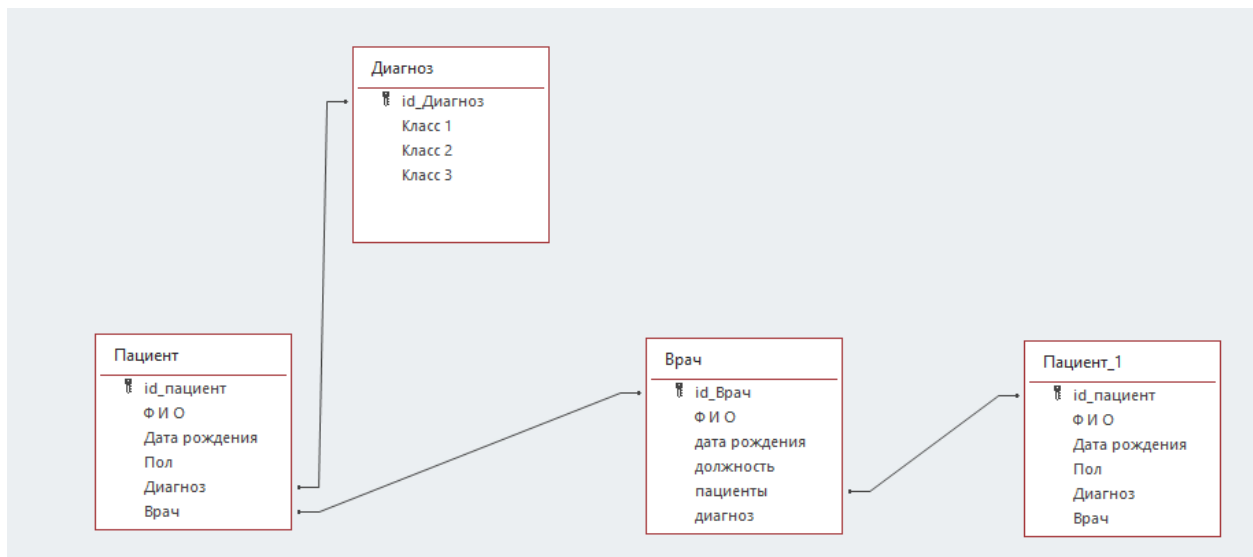 Диагноз
id_Диагноз
Класс 1
Класс 2
Класс 3
Пациент
id_пациент
Ф И О
Дата рождения
Пол
Диагноз
Врач
Врач
id_Врач
Ф И О
дата рождения
должность
пациенты
диагноз
Пациент_1
id_пациент
Ф И О
Дата рождения
Пол
Диагноз
Врач